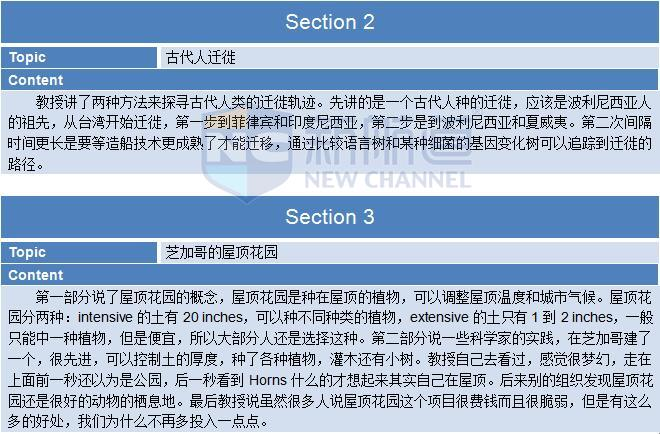 Section 2
Topic 古代人迁徙
Content
教授讲了两种方法来探寻古代人类的迁徙轨迹。先讲的是一个古代人种的迁徙，应该是波利尼西亚人
的祖先，从台湾开始迁徙，第一步到菲律宾和印度尼西亚，第二步是到波利尼西亚和夏威夷。第二次间隔
时间更长是要等造船技术更成熟了才能迁移，通过比较语言树和某种细菌的基因变化树可以追踪到迁徙的
路径。
新航道
NEW CHANNEL
Section 3
Topic 芝加哥的屋顶花园
Content
第一部分说了屋顶花园的概念，屋顶花园是种在屋顶的植物，可以调整屋顶温度和城市气候。屋顶花
园分两种：intensive 的土有 20 inches，可以种不同种类的植物，extensive 的土只有 1 到 2 inches，一般
只能中一种植物，但是便宜，所以大部分人还是选择这种。第二部分说一些科学家的实践，在芝加哥建了
一个，很先进，可以控制土的厚度，种了各种植物，灌木还有小树。教授自己去看过，感觉很梦幻，走在
上面前一秒还以为是公园，后一秒看到 Horns 什么的才想起来其实自己在屋顶。后来别的组织发现屋顶花
园还是很好的动物的栖息地。最后教授说虽然很多人说屋顶花园这个项目很费钱而且很脆弱，但是有这么
多的好处，我们为什么不再多投入一点点。